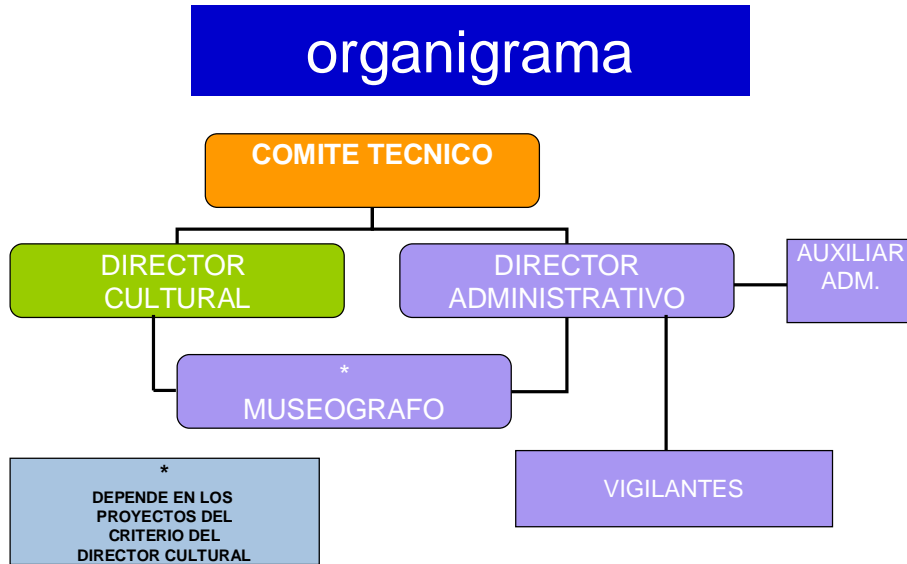 organigrama
COMITE TECNICO
DIRECTOR
CULTURAL
DIRECTOR
ADMINISTRATIVO
AUXILIAR
ADM.
*
MUSEOGRAFO
*
DEPENDE EN LOS
PROYECTOS DEL
CRITERIO DEL
DIRECTOR CULTURAL
VIGILANTES